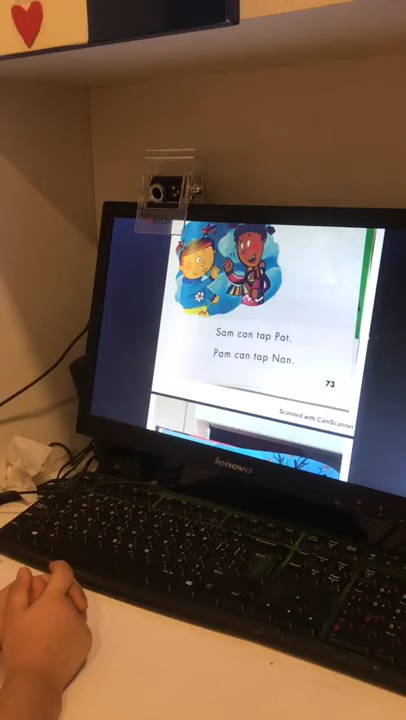 Sam can tap Pat.
Pam can tap Nan.
73
Scanned with CamScanner
lenovo